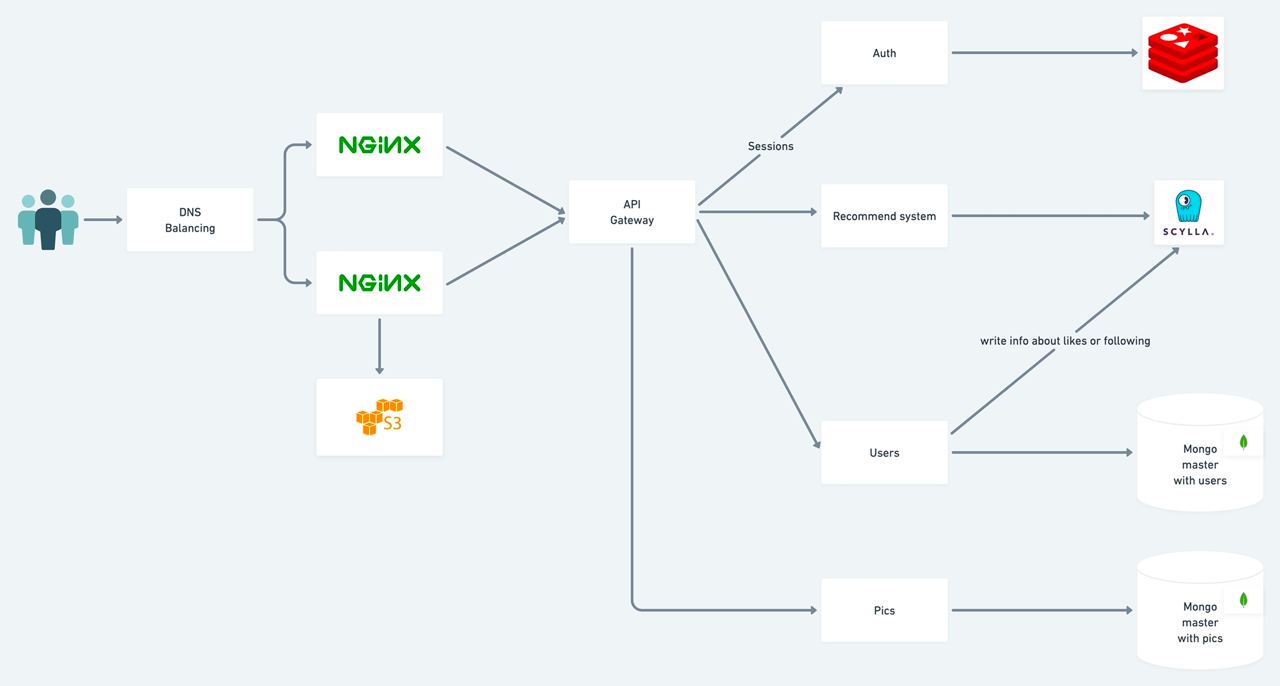 Auth
NGiNX
Sessions
DNS
Balancing
API
Gateway
Recommend system
SCYLLA.
NGiNX
write info about likes or following
S3
Users
Mongo
master
with users
Pics
Mongo
master
with pics